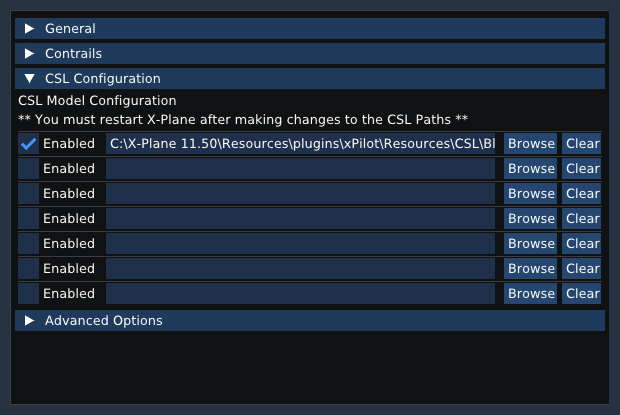 General
Contrails
CSL Configuration
CSL Model Configuration
** You must restart X-Plane after making changes to the CSL Paths **
Enabled C:\X-Plane 11.50\Resources\plugins\xPilot\Resources\CSL\Bl Browse Clear
Enabled Browse Clear
Enabled Browse Clear
Enabled Browse Clear
Enabled Browse Clear
Enabled Browse Clear
Enabled Browse Clear
Advanced Options